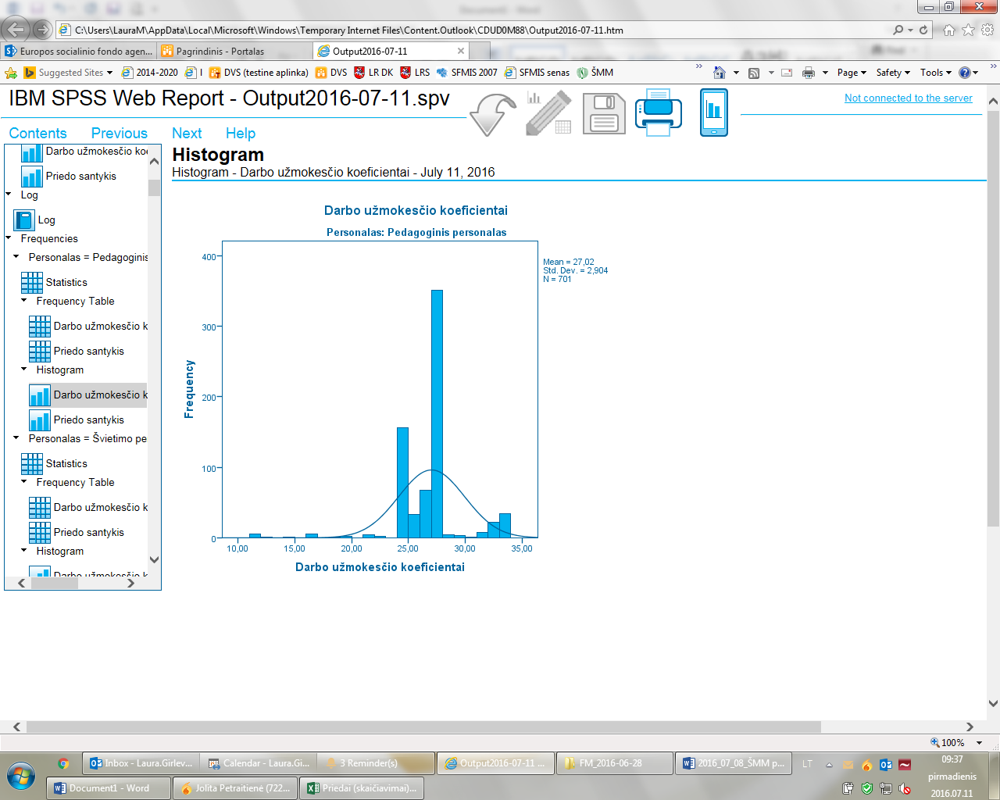 Document1 - Word
C:\Users\LauraM\AppData\Local\Microsoft\Windows\Temporary Internet Files\Content.Outlook\CDUD0M88\Output2016-07-11.htm
Europos socialinio fondo agen... Pagrindinis - Portalas Output2016-07-11
Suggested Sites 2014-2020 I DVS (testine aplinka) DVS LR DK LRS SFMIS 2007 SFMIS senas ŠMM Page Safety Tools
IBM SPSS Web Report - Output2016-07-11.spv
Not connected to the server
Contents Previous Next Help
Darbo užmokesčio koe
Priedo santykis
Log
Log
Frequencies
Personalas = Pedagoginis
Statistics
Frequency Table
Darbo užmokesčio k
Priedo santykis
Histogram
Darbo užmokesčio k
Priedo santykis
Personalas = Švietimo pe
Statistics
Frequency Table
Darbo užmokesčio k
Priedo santykis
Histogram
Darbo užmokesčio k
Histogram
Histogram - Darbo užmokesčio koeficientai - July 11, 2016
Darbo užmokesčio koeficientai
Personalas: Pedagoginis personalas
Mean = 27,02
Std. Dev. = 2,904
N = 701
Frequency
400
300
200
100
0
10,00 15,00 20,00 25,00 30,00 35,00
Darbo užmokesčio koeficientai
100%
Inbox - Laura.Girlev... Calendar - Laura.Gi... 3 Reminder(s) Output2016-07-11 ... FM_2016-06-28 2016_07_08_ŠMM p... LT 09:37
pirmadienis
Document1 - Word Jolita Petraitienė (722... Priedai (skaičiavimai)... 2016.07.11